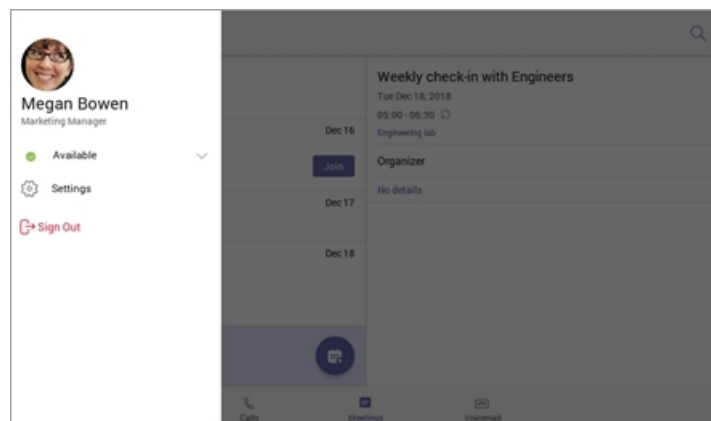 Megan Bowen
Marketing Manager
Available
Settings
Sign Out
Dec 16
Join
Dec 17
Dec 18
Weekly check-in with Engineers
Tue Dec 18, 2018
05:00 - 06:30
Engineering lab
Organizer
No details
Calls
Meetings
Voicemail